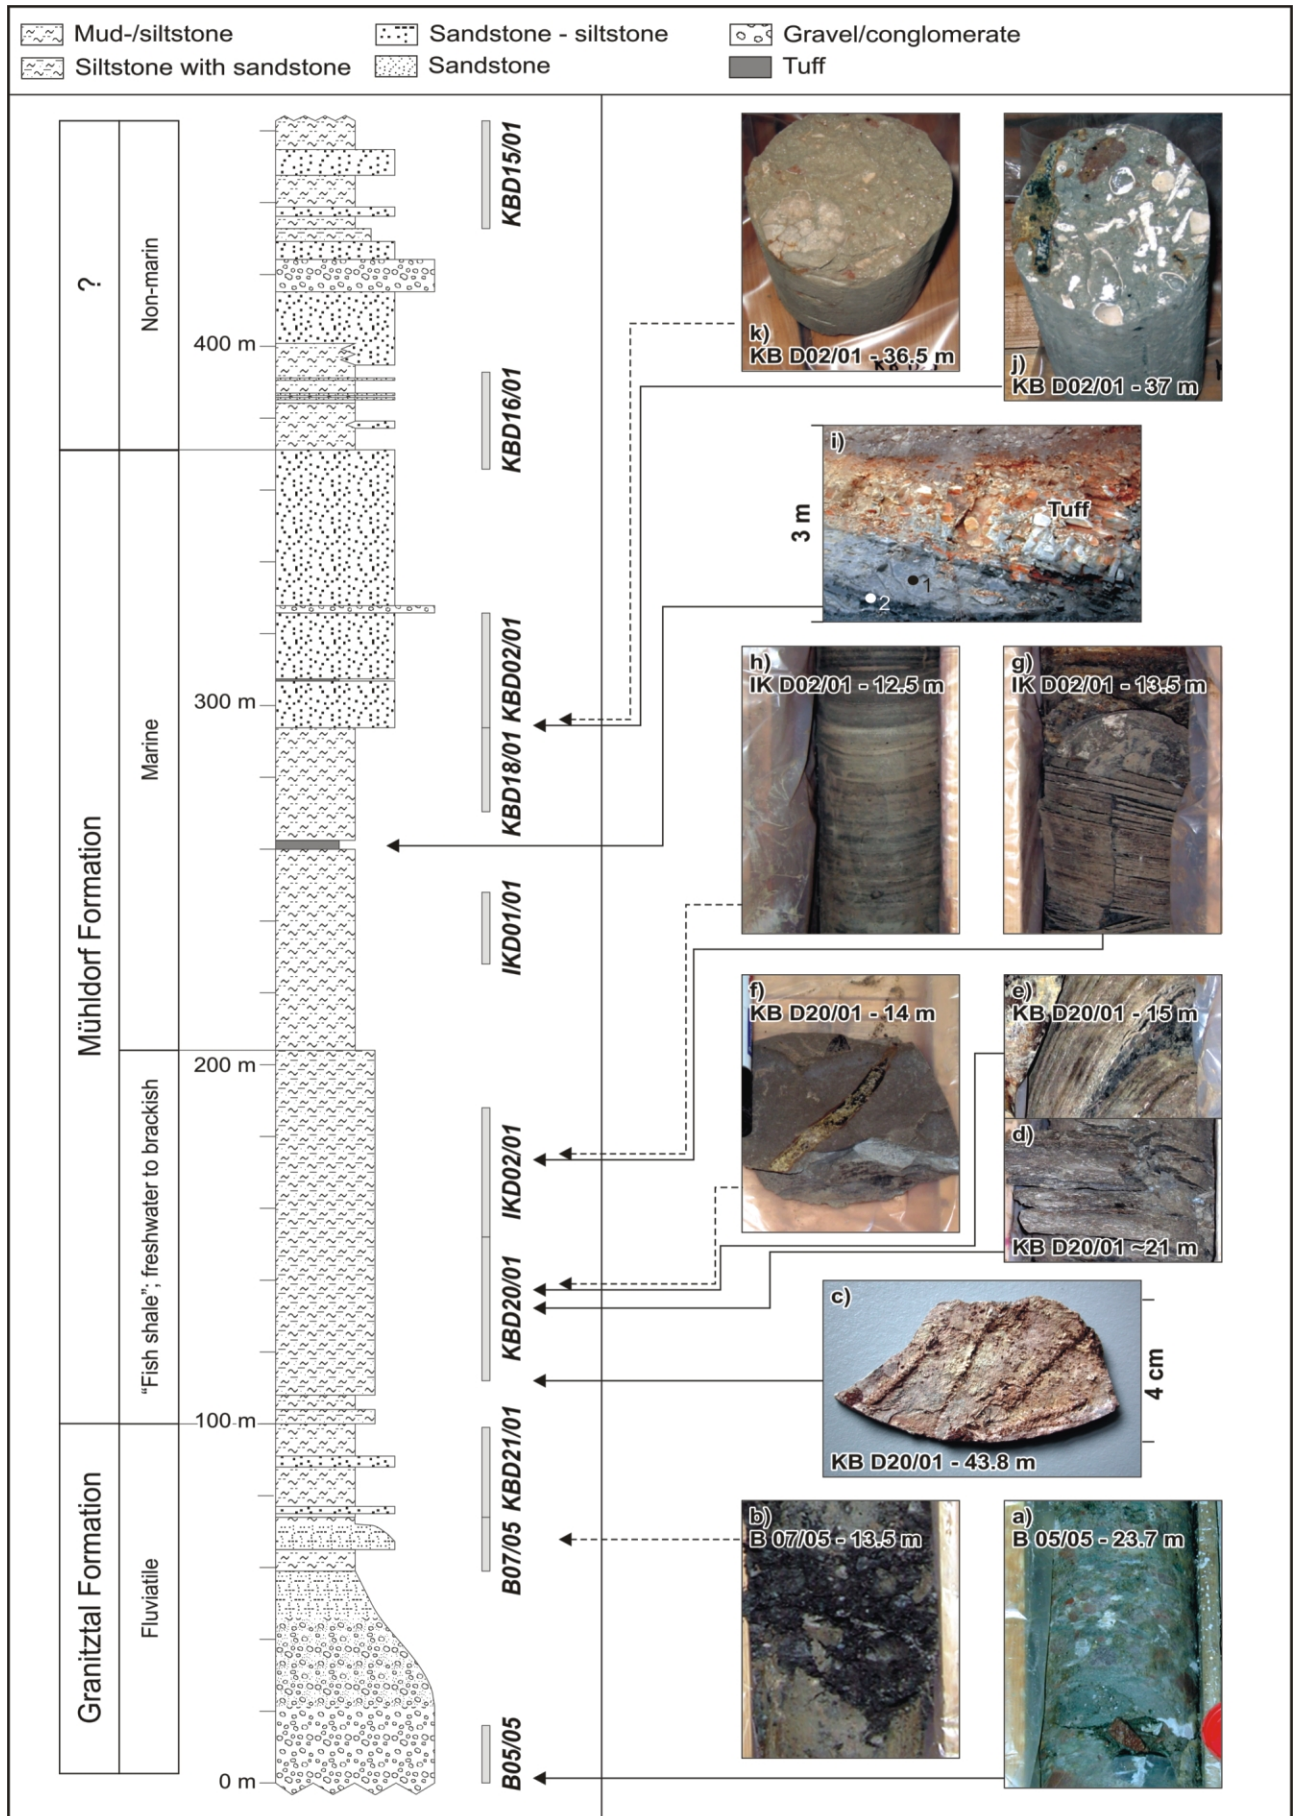 Mud-/siltstone
Sandstone - siltstone
Gravel/conglomerate
Siltstone with sandstone
Sandstone
Tuff
?
Non-marin
Mühldorf Formation
Marine
"Fish shale"; freshwater to brackish
Granitztal Formation
Fluviatile
400 m
300 m
200 m
100 m
0 m
KBD15/01
KBD16/01
KBD02/01
KBD18/01
IKD01/01
IKD02/01
KBD20/01
KBD21/01
B07/05
B05/05
k)
KB D02/01 - 36.5 m
j)
KB D02/01 - 37 m
i)
Tuff
1
2
3 m
h)
IK D02/01 - 12.5 m
g)
IK D02/01 - 13.5 m
f)
KB D20/01 - 14 m
e)
KB D20/01 - 15 m
d)
KB D20/01 ~21 m
c)
KB D20/01 - 43.8 m
4 cm
b)
B 07/05 - 13.5 m
a)
B 05/05 - 23.7 m